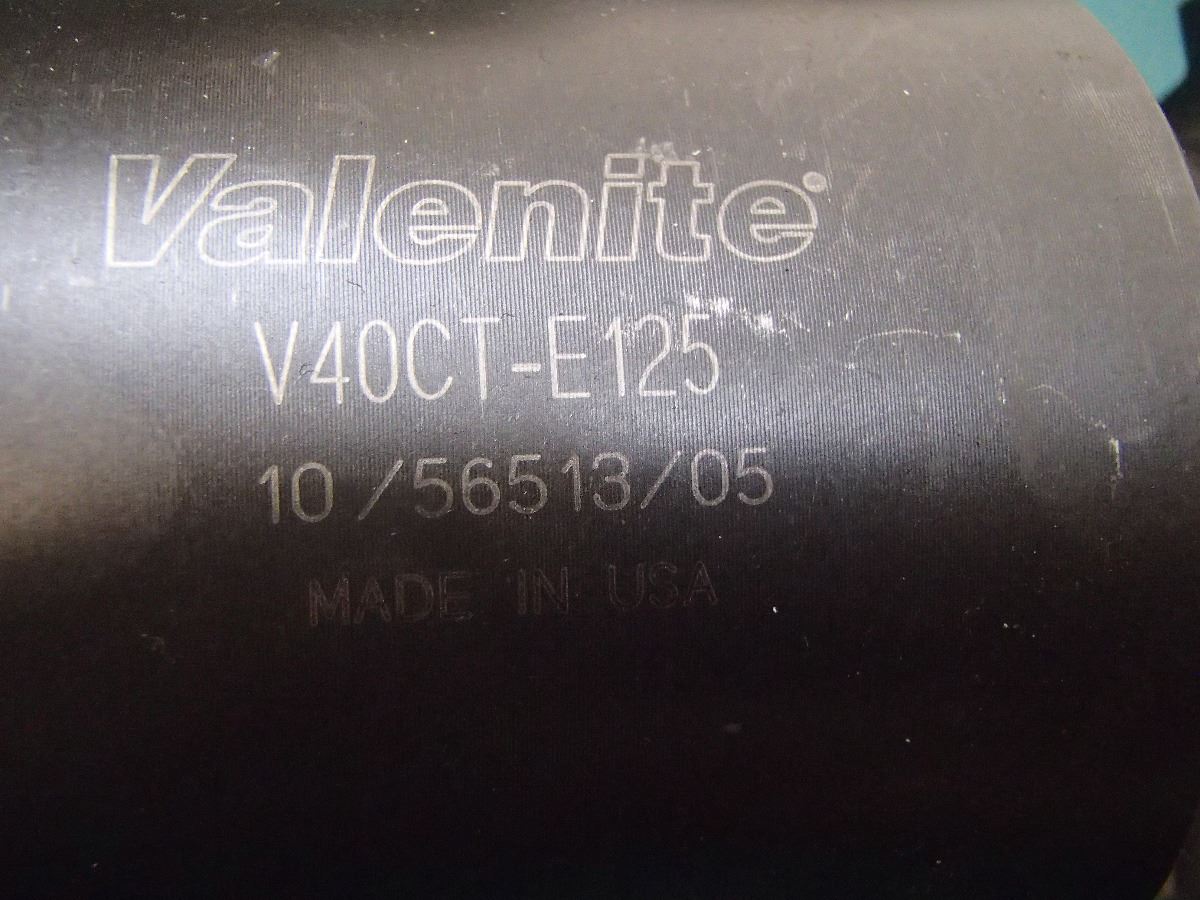 Valenite
V40CT-E125
10/56513/05
MADE IN USA